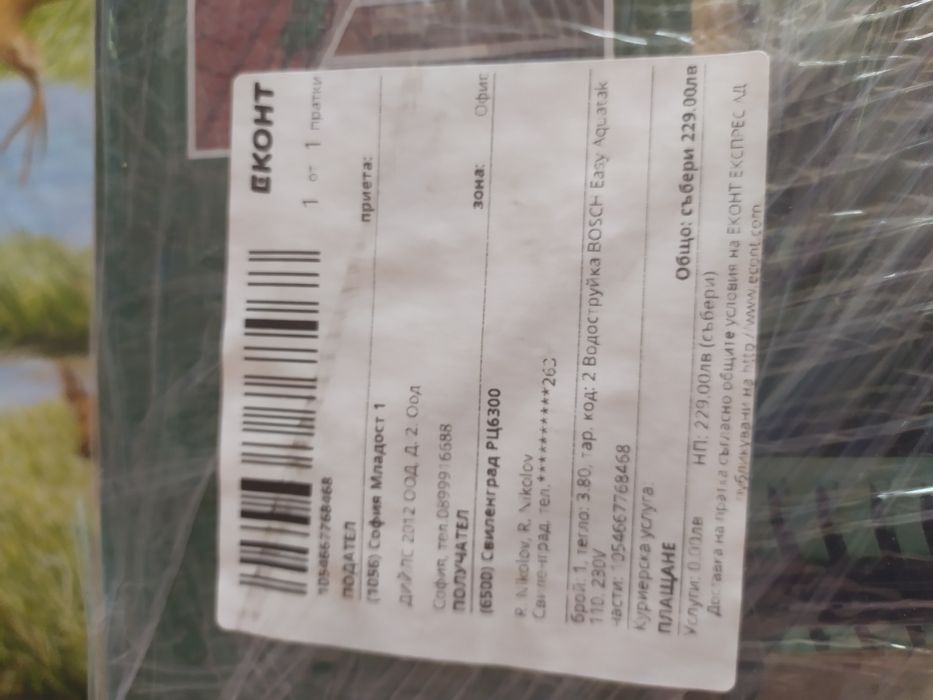 ЕКОНТ
1 от 1 пратки
1054667768468
ПОДАТЕЛ приета:
(1056) София Младост 1
ДИЙЛС 2012 ООД, Д. 2. Оод
София, тел.0899916688
ПОЛУЧАТЕЛ зона: Офис
(6500) Свиленград РЦ6300
R. Nikolov, R. Nikolov
Свиленград, тел.**********263
брой: 1, тегло: 3.80, тар. код: 2 Водоструйка BOSCH Easy Aquatak
110, 230V
части: 1054667768468
Куриерска услуга:
ПЛАЩАНЕ Общо: събери 229.00лв
Услуги: 0.00лв НП: 229.00лв (събери)
Доставка на пратка съгласно общите условия на ЕКОНТ ЕКСПРЕС АД
публикувани на http://www.econt.com